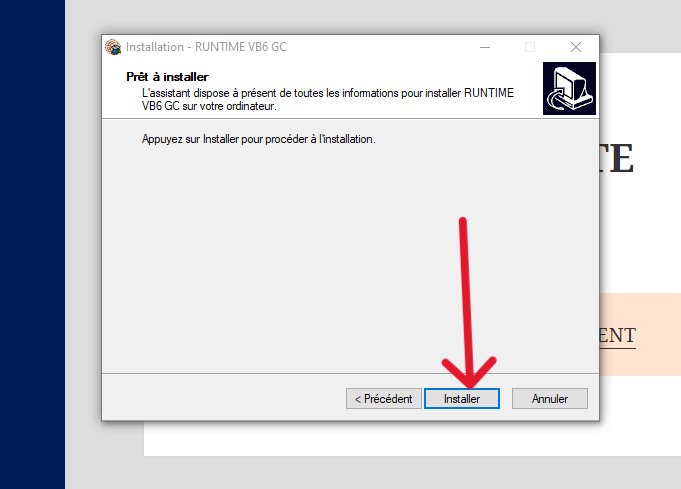 Installation - RUNTIME VB6 GC
Prêt à installer
L'assistant dispose à présent de toutes les informations pour installer RUNTIME
VB6 GC sur votre ordinateur.
Appuyez sur Installer pour procéder à l'installation.
TE
ENT
< Précédent
Installer
Annuler